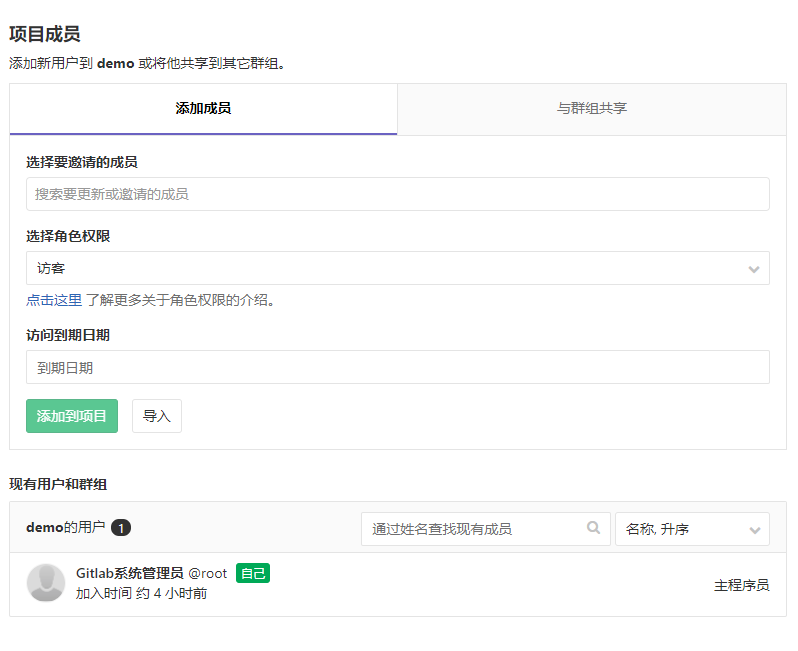 项目成员
添加新用户到 demo 或将他共享到其它群组。
添加成员
与群组共享
选择要邀请的成员
搜索要更新或邀请的成员
选择角色权限
访客
点击这里 了解更多关于角色权限的介绍。
访问到期日期
到期日期
添加到项目
导入
现有用户和群组
demo的用户 1
通过姓名查找现有成员
名称, 升序
Gitlab系统管理员 @root 自己
加入时间 约 4 小时前
主程序员